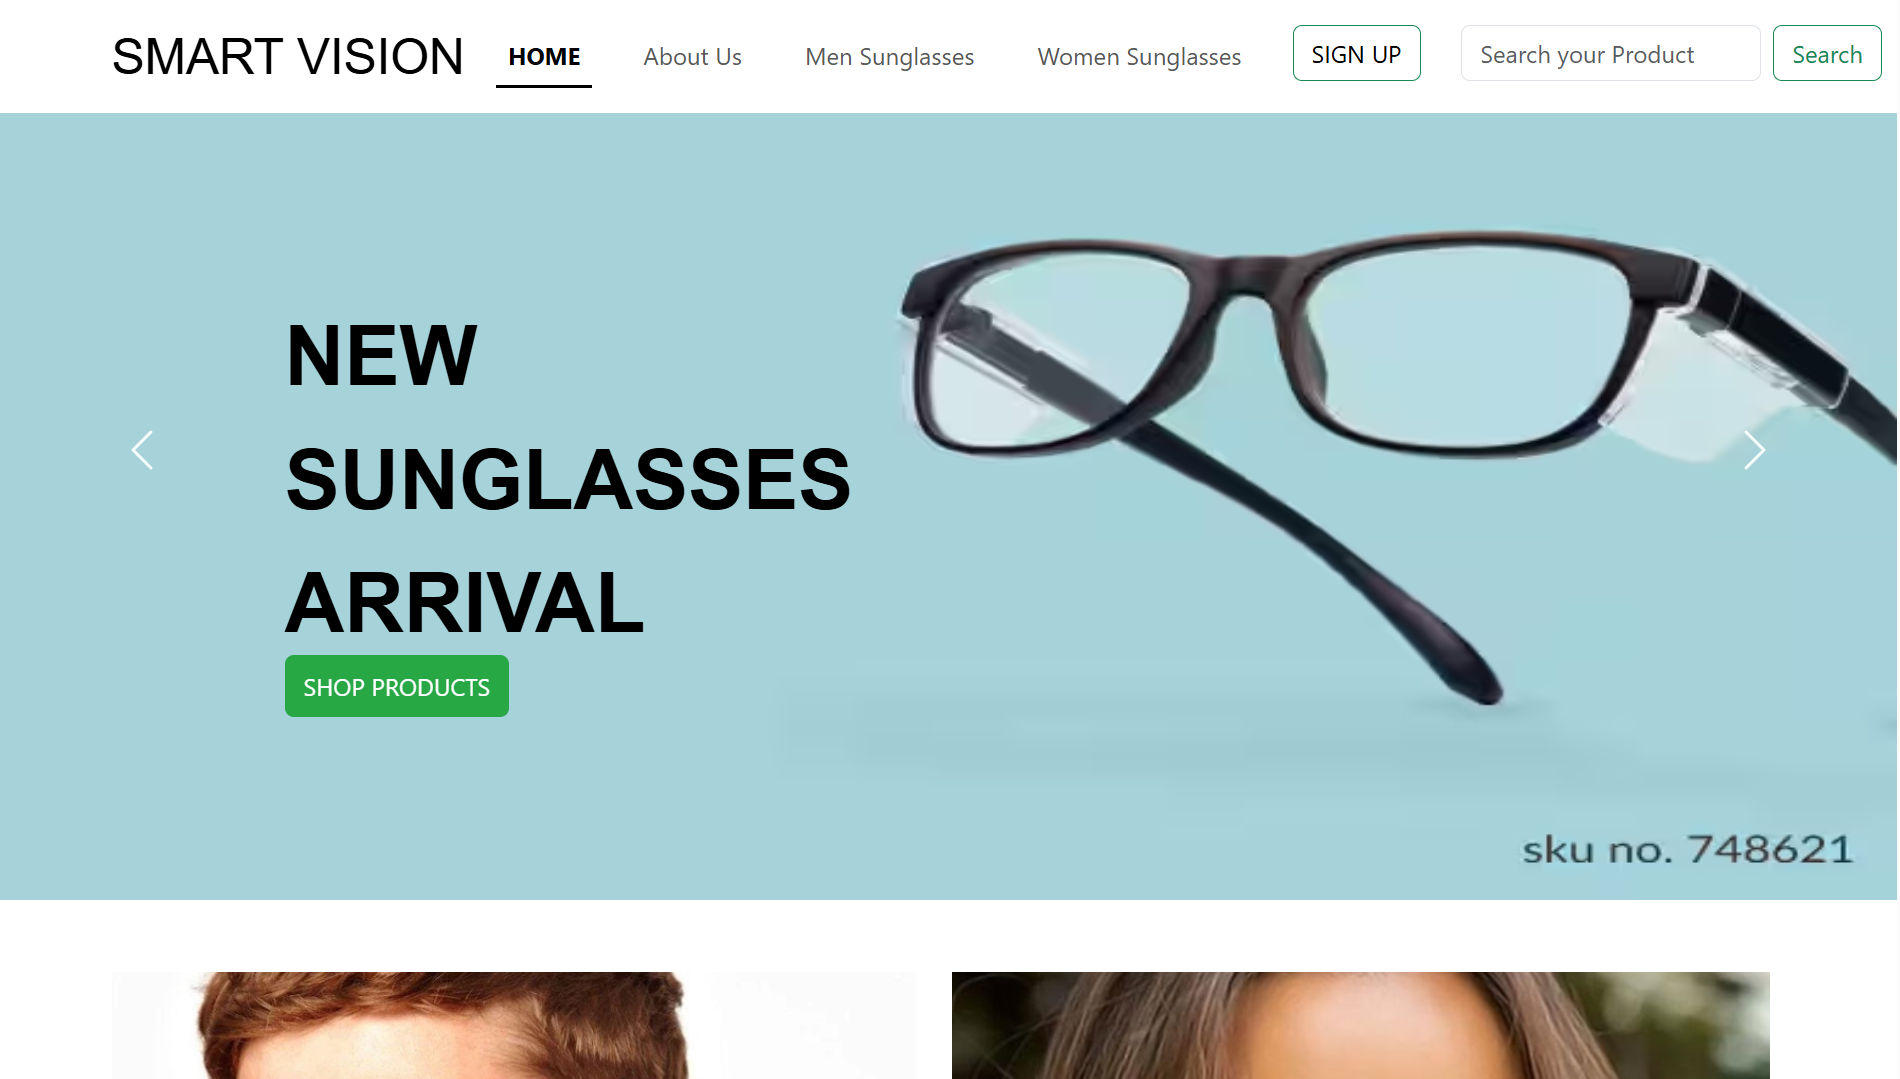 SMART VISION HOME About Us Men Sunglasses Women Sunglasses SIGN UP Search your Product Search
NEW
SUNGLASSES
ARRIVAL
SHOP PRODUCTS
sku no. 748621